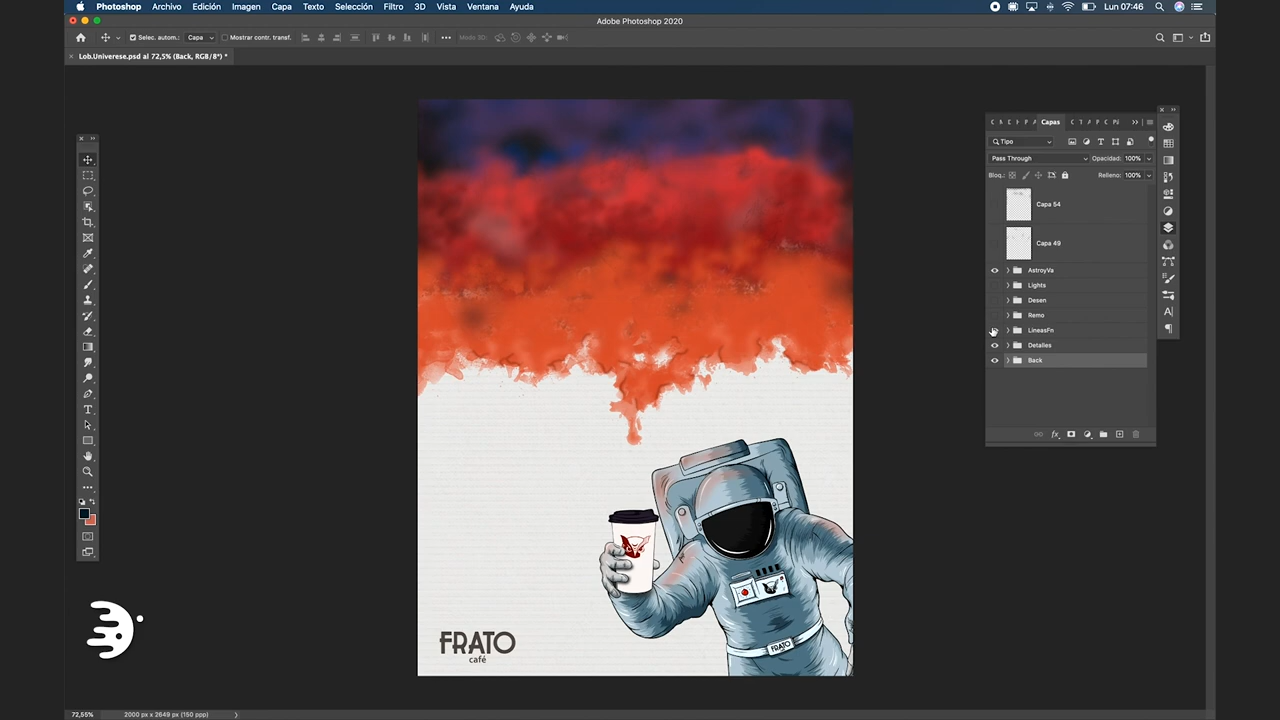 Photoshop Archivo Edición Imagen Capa Texto Selección Filtro 3D Vista Ventana Ayuda Lun 07:46
Adobe Photoshop 2020
Selec. autom.: Capa Mostrar contr. transf. Modo 3D:
Lob.Univerese.psd al 72,5% (Back, RGB/8*) *
Capas
Tipo
Pass Through Opacidad: 100%
Bloq.: Relleno: 100%
Capa 54
Capa 49
AstroyVa
Lights
Desen
Remo
LineasFn
Detalles
Back
FRATO
FRATO
café
72,55% 2000 px x 2649 px (150 ppp)